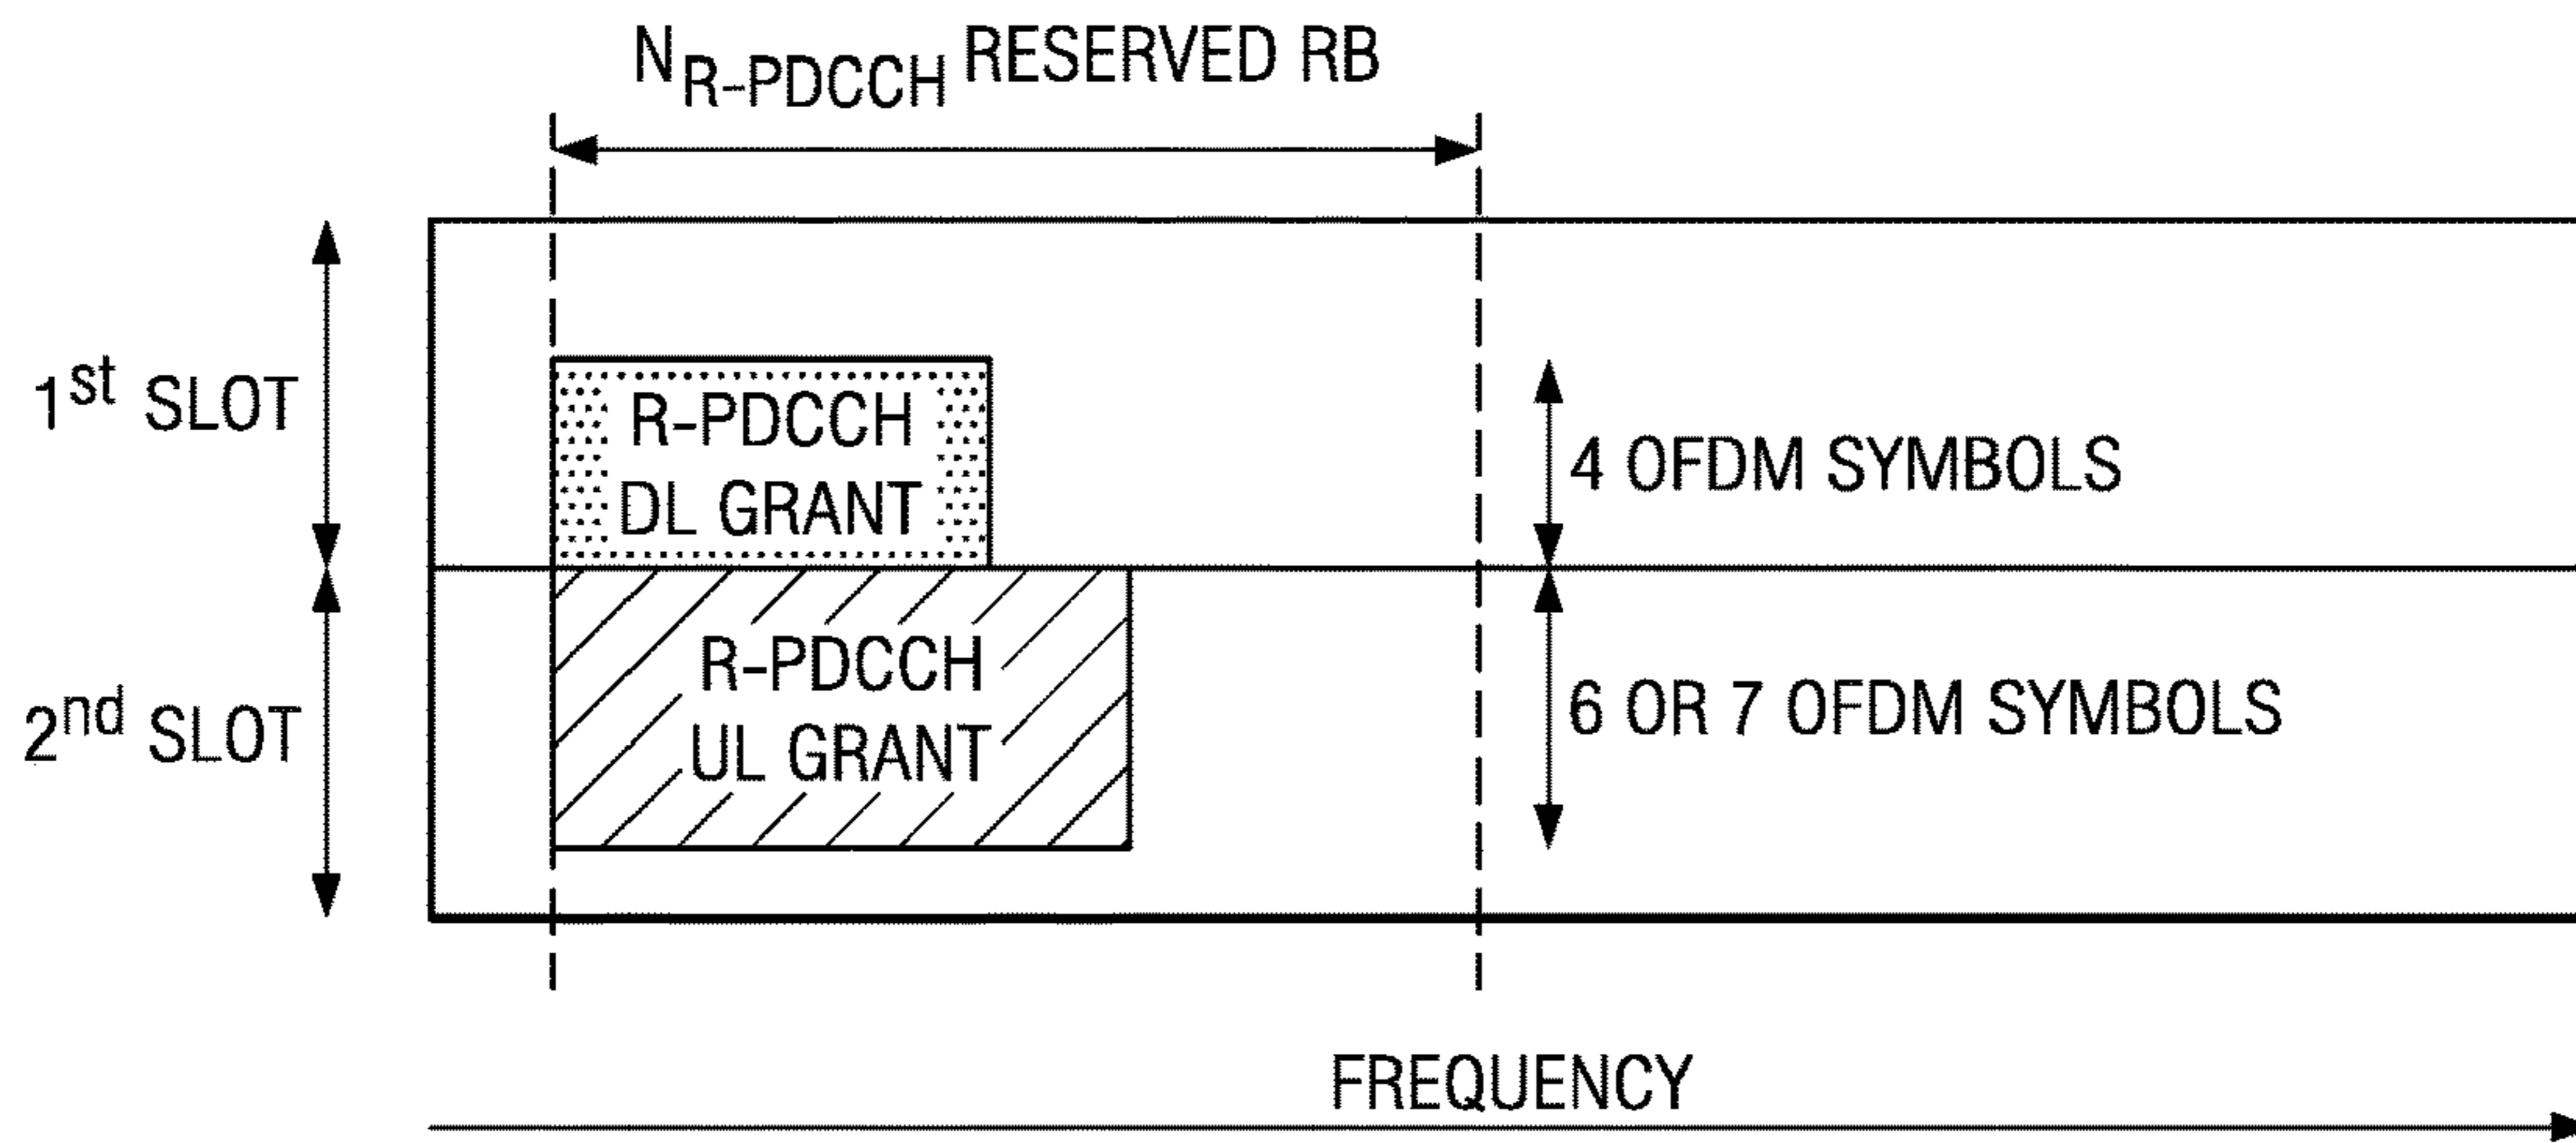 N R-PDCCH RESERVED RB
1st SLOT
R-PDCCH
DL GRANT
4 OFDM SYMBOLS
2nd SLOT
R-PDCCH
UL GRANT
6 OR 7 OFDM SYMBOLS
FREQUENCY